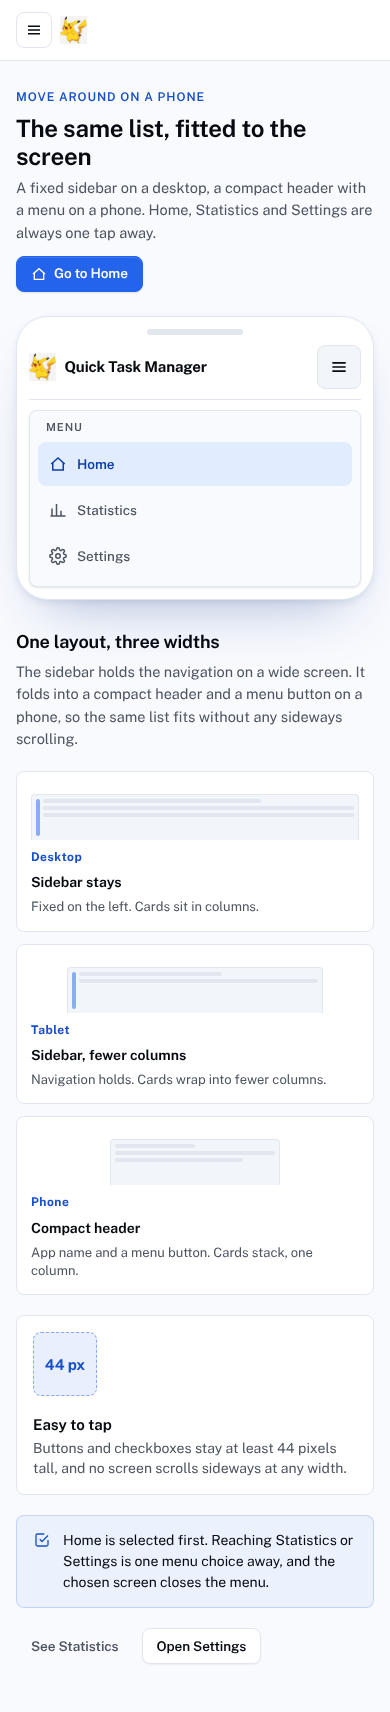 MOVE AROUND ON A PHONE
The same list, fitted to the
screen
A fixed sidebar on a desktop, a compact header with
a menu on a phone. Home, Statistics and Settings are
always one tap away.
Go to Home
Quick Task Manager
MENU
Home
Statistics
Settings
One layout, three widths
The sidebar holds the navigation on a wide screen. It
folds into a compact header and a menu button on a
phone, so the same list fits without any sideways
scrolling.
Desktop
Sidebar stays
Fixed on the left. Cards sit in columns.
Tablet
Sidebar, fewer columns
Navigation holds. Cards wrap into fewer columns.
Phone
Compact header
App name and a menu button. Cards stack, one
column.
44 px
Easy to tap
Buttons and checkboxes stay at least 44 pixels
tall, and no screen scrolls sideways at any width.
Home is selected first. Reaching Statistics or
Settings is one menu choice away, and the
chosen screen closes the menu.
See Statistics
Open Settings